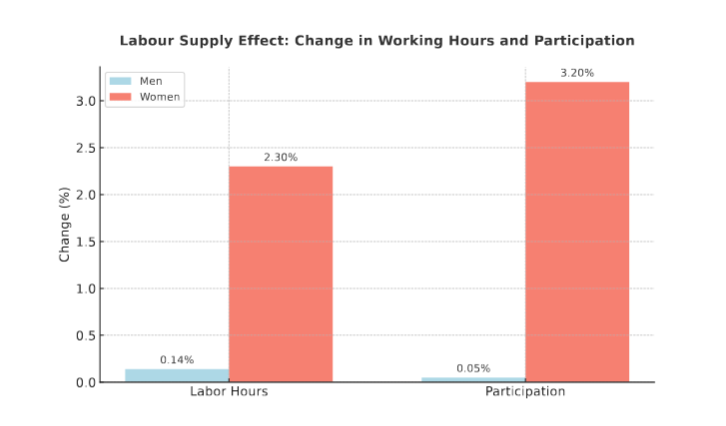 Labour Supply Effect: Change in Working Hours and Participation
Men
Women
Change (%)
3.0
2.5
2.0
1.5
1.0
0.5
0.0
0.14%
2.30%
0.05%
3.20%
Labor Hours
Participation